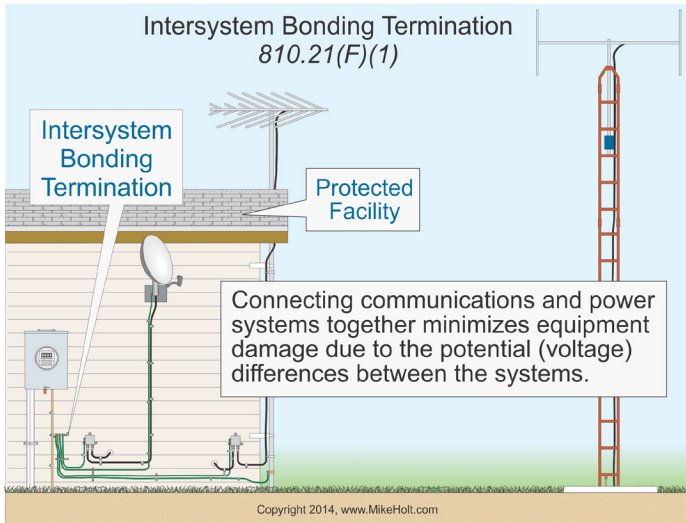 Intersystem Bonding Termination
810.21(F)(1)
Intersystem
Bonding
Termination
Protected
Facility
Connecting communications and power
systems together minimizes equipment
damage due to the potential (voltage)
differences between the systems.
Copyright 2014, www.MikeHolt.com